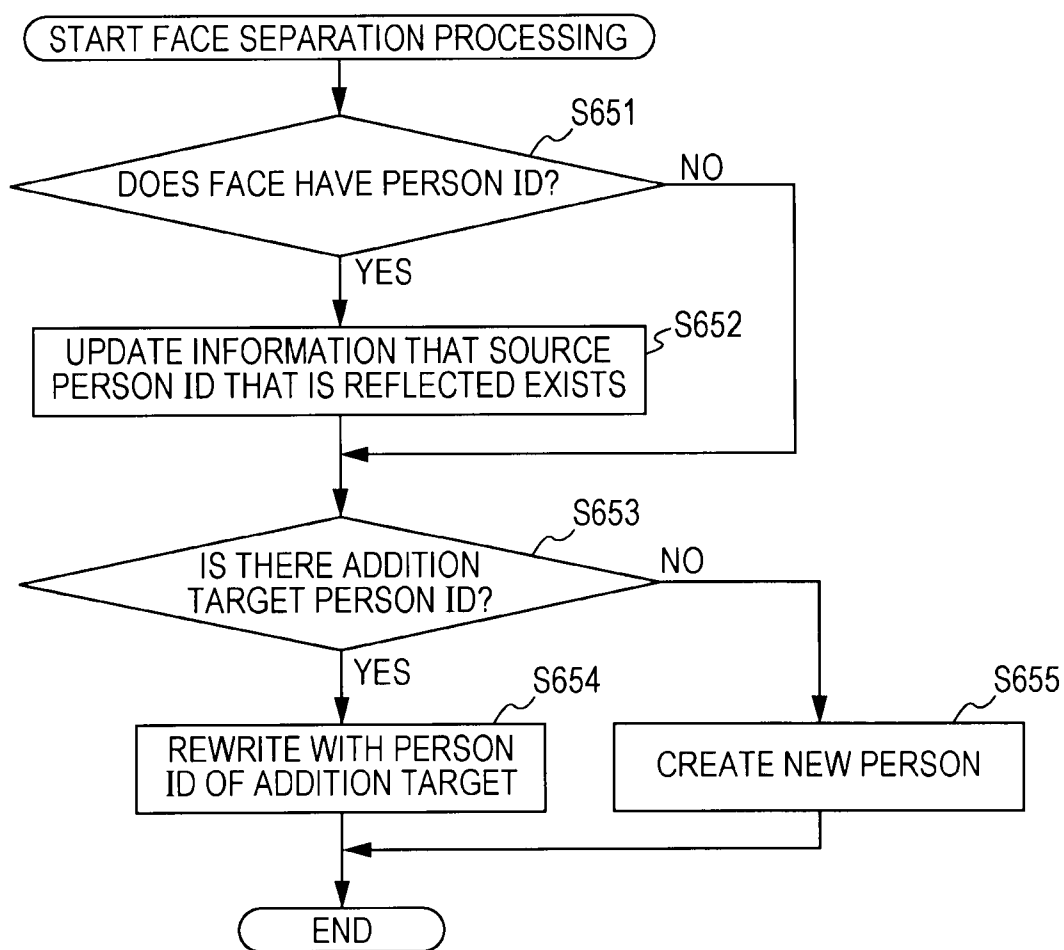 START FACE SEPARATION PROCESSING
S651
DOES FACE HAVE PERSON ID?
NO
YES
S652
UPDATE INFORMATION THAT SOURCE
PERSON ID THAT IS REFLECTED EXISTS
S653
IS THERE ADDITION
TARGET PERSON ID?
NO
YES
S654
S655
REWRITE WITH PERSON
ID OF ADDITION TARGET
CREATE NEW PERSON
END